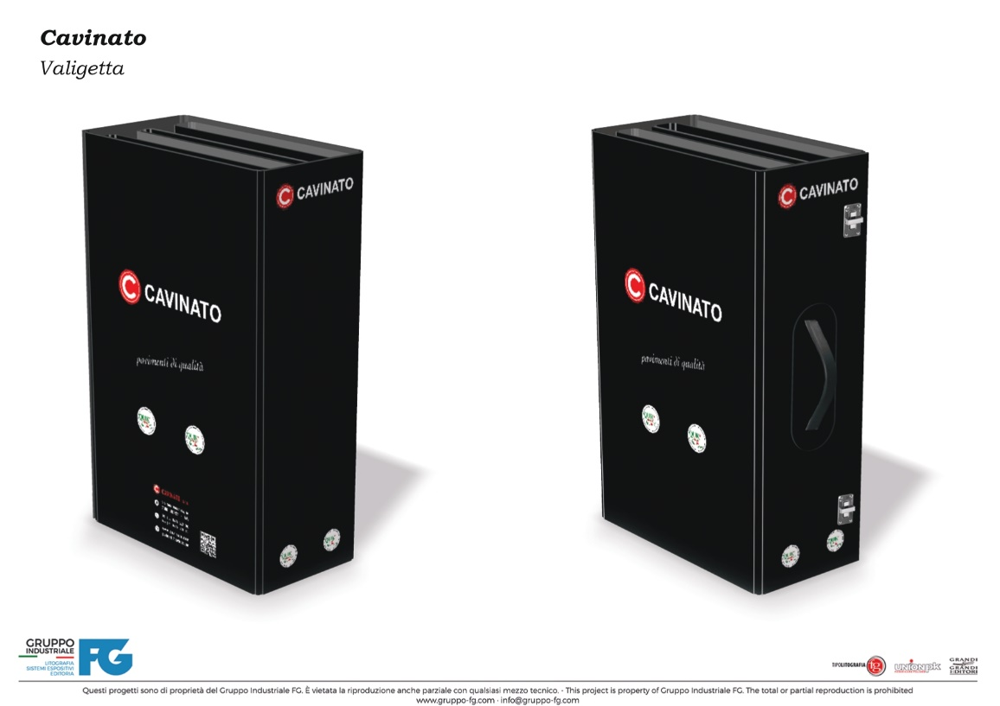 Cavinato
Valigetta
C CAVINATO
C CAVINATO
pavimenti di qualità
C CAVINATO
C CAVINATO
pavimenti di qualità
GRUPPO
INDUSTRIALE
FG
LITOGRAFIA
SISTEMI ESPOSITIVI
EDITORIA
TIPOLITOGRAFIA fg
UNIONPK
GRANDI
GRANDI
EDITORI
Questi progetti sono di proprietà del Gruppo Industriale FG. È vietata la riproduzione anche parziale con qualsiasi mezzo tecnico. - This project is property of Gruppo Industriale FG. The total or partial reproduction is prohibited
www.gruppo-fg.com · info@gruppo-fg.com